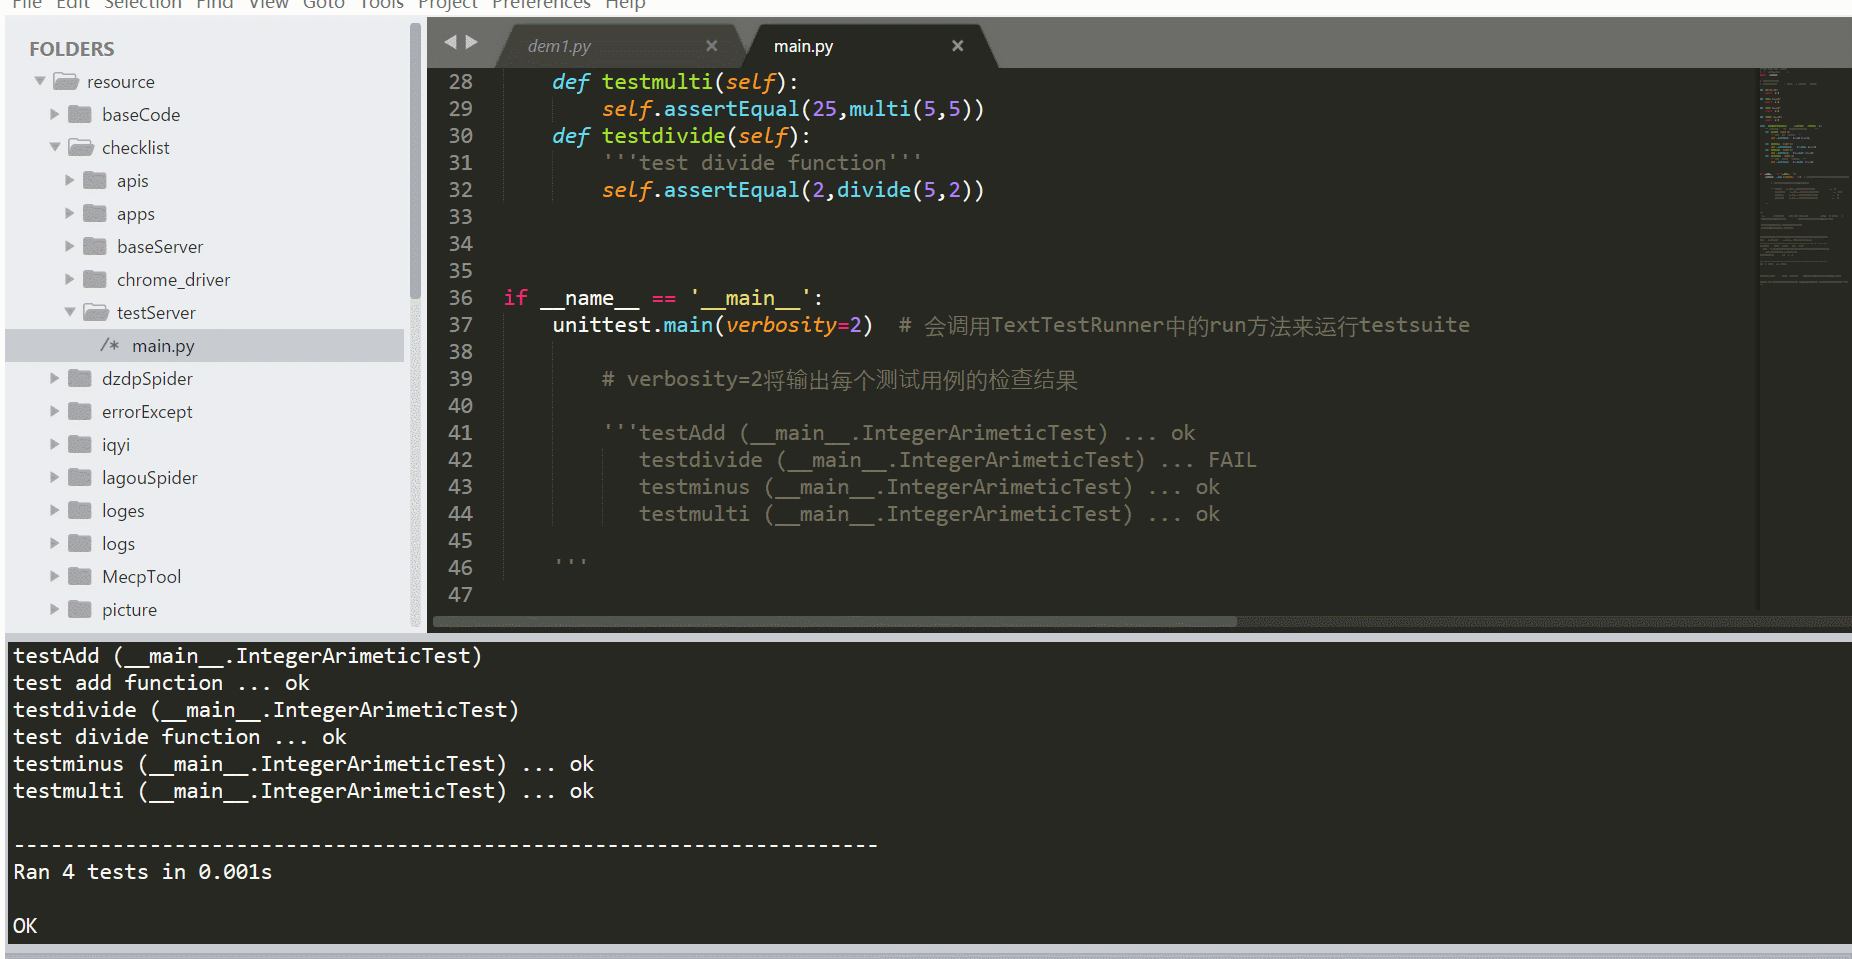 File Edit Selection Find View Goto Tools Project Preferences Help
FOLDERS
resource
baseCode
checklist
apis
apps
baseServer
chrome_driver
testServer
/* main.py
dzdpSpider
errorExcept
iqyi
lagouSpider
loges
logs
MecpTool
picture
dem1.py × main.py ×
28 def testmulti(self):
29 self.assertEqual(25,multi(5,5))
30 def testdivide(self):
31 '''test divide function'''
32 self.assertEqual(2,divide(5,2))
33
34
35
36 if __name__ == '__main__':
37 unittest.main(verbosity=2) # 会调用TextTestRunner中的run方法来运行testsuite
38
39 # verbosity=2将输出每个测试用例的检查结果
40
41 '''testAdd (__main__.IntegerArimeticTest) ... ok
42 testdivide (__main__.IntegerArimeticTest) ... FAIL
43 testminus (__main__.IntegerArimeticTest) ... ok
44 testmulti (__main__.IntegerArimeticTest) ... ok
45
46 '''
47
testAdd (__main__.IntegerArimeticTest)
test add function ... ok
testdivide (__main__.IntegerArimeticTest)
test divide function ... ok
testminus (__main__.IntegerArimeticTest) ... ok
testmulti (__main__.IntegerArimeticTest) ... ok
----------------------------------------------------------------------
Ran 4 tests in 0.001s
OK